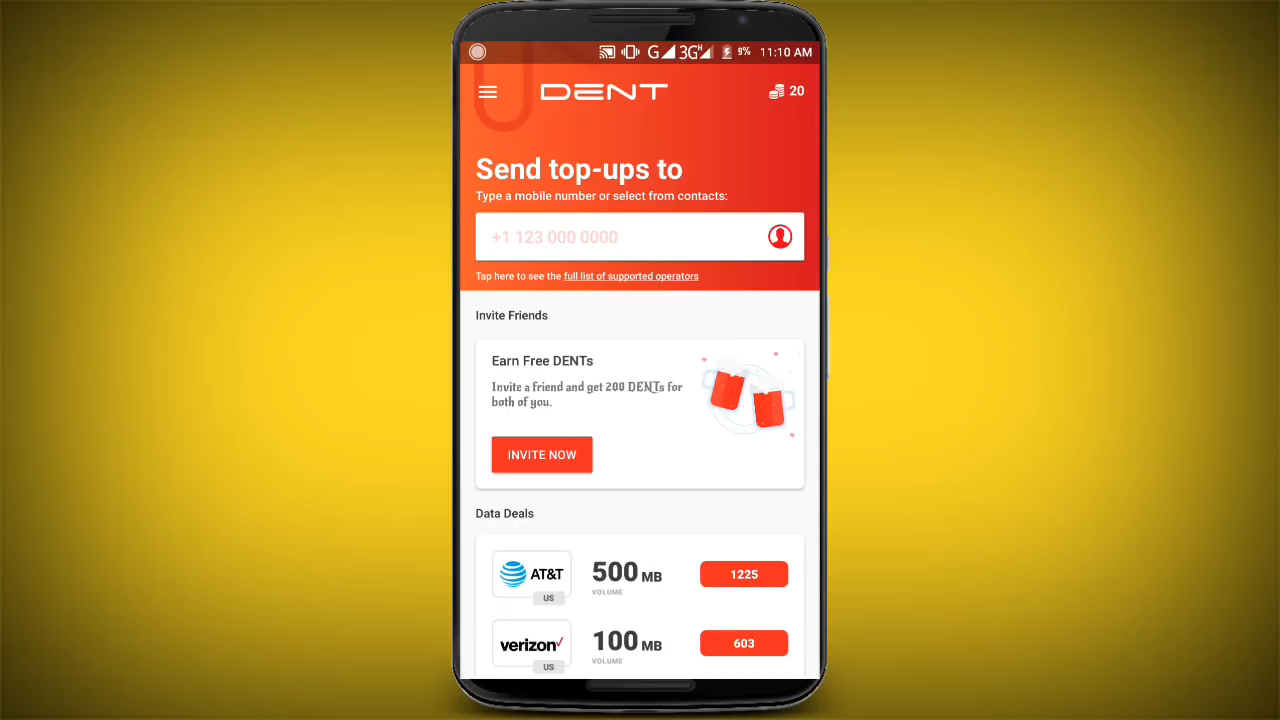 G 3G H 9% 11:10 AM
DENT 20
Send top-ups to
Type a mobile number or select from contacts:
+1 123 000 0000
Tap here to see the full list of supported operators
Invite Friends
Earn Free DENTs
Invite a friend and get 200 DENTs for
both of you.
INVITE NOW
Data Deals
AT&T 500 MB 1225
US VOLUME
verizon 100 MB 603
US VOLUME